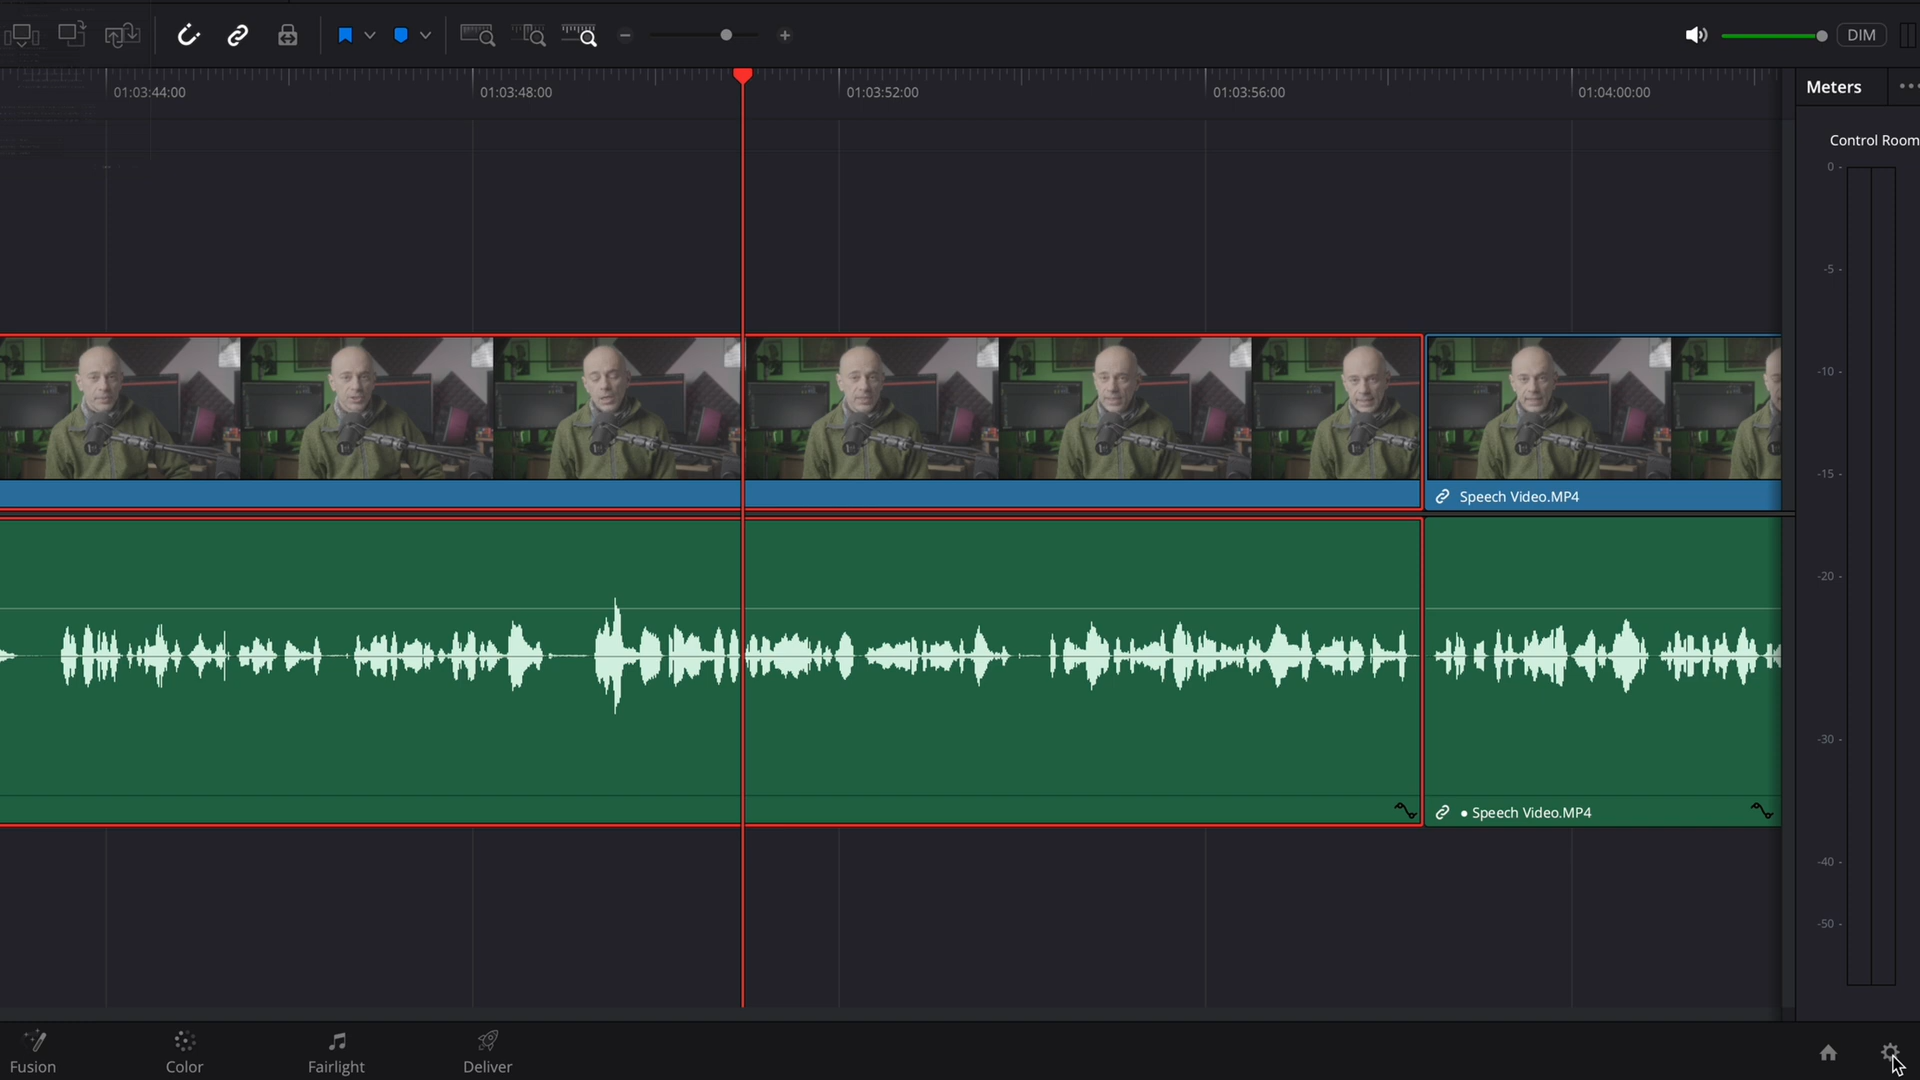 DIM
01:03:44:00
01:03:48:00
01:03:52:00
01:03:56:00
01:04:00:00
Meters
Control Room
0
-5
-10
-15
-20
-30
-40
-50
Speech Video.MP4
• Speech Video.MP4
Fusion
Color
Fairlight
Deliver